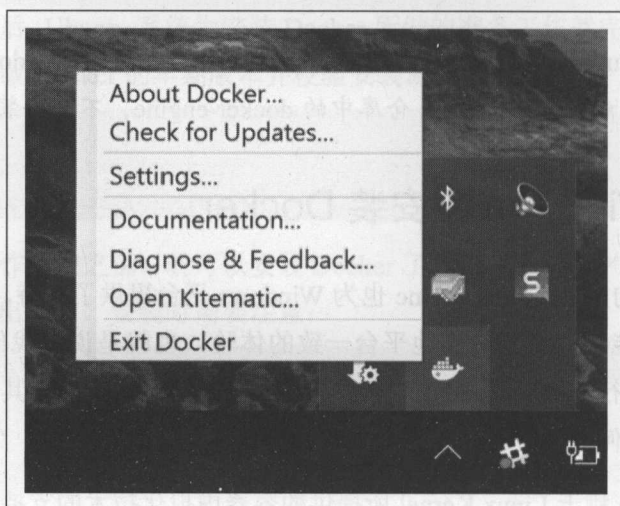 About Docker...
Check for Updates...
Settings...
Documentation...
Diagnose & Feedback...
Open Kitematic...
Exit Docker